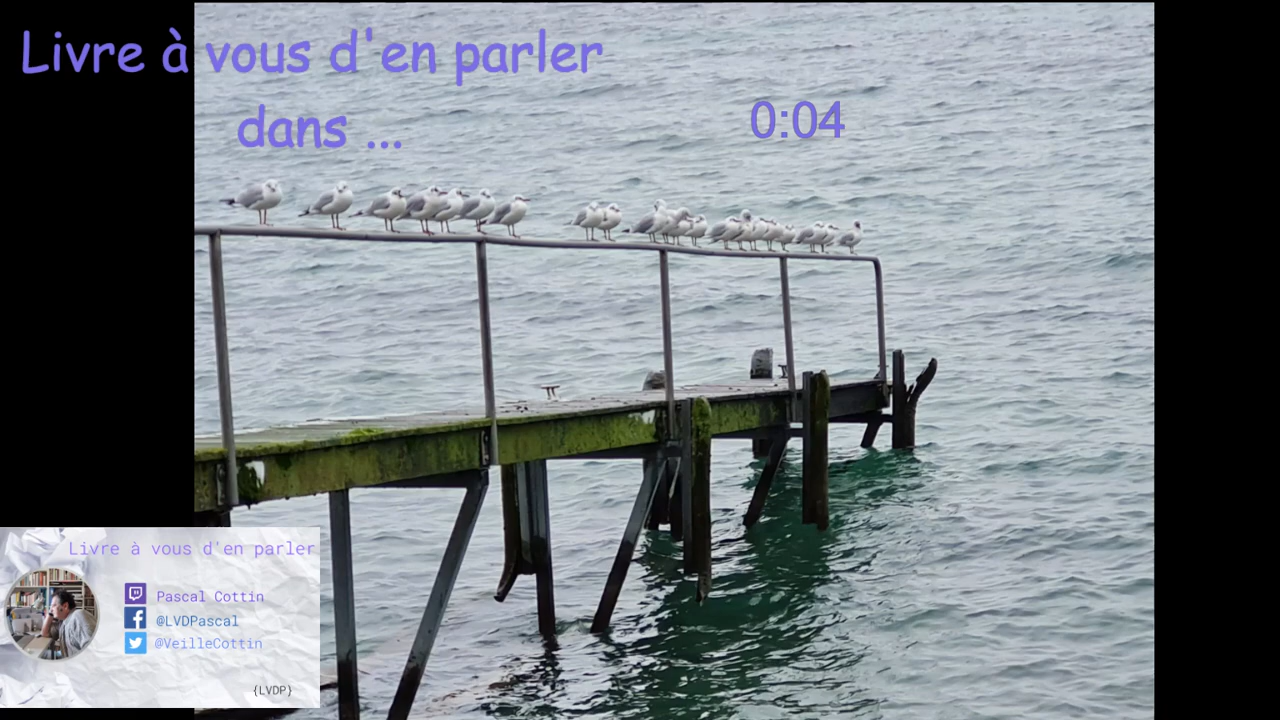 Livre à vous d'en parler
dans ...
0:04
Livre à vous d'en parler
Pascal Cottin
@LVDPascal
@VeilleCottin
{LVDP}